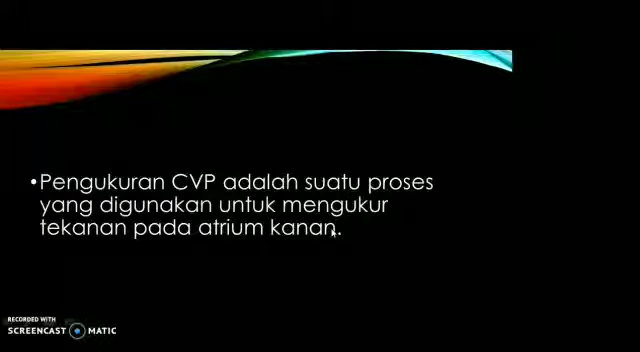 •Pengukuran CVP adalah suatu proses
yang digunakan untuk mengukur
tekanan pada atrium kanan.
RECORDED WITH
SCREENCAST MATIC